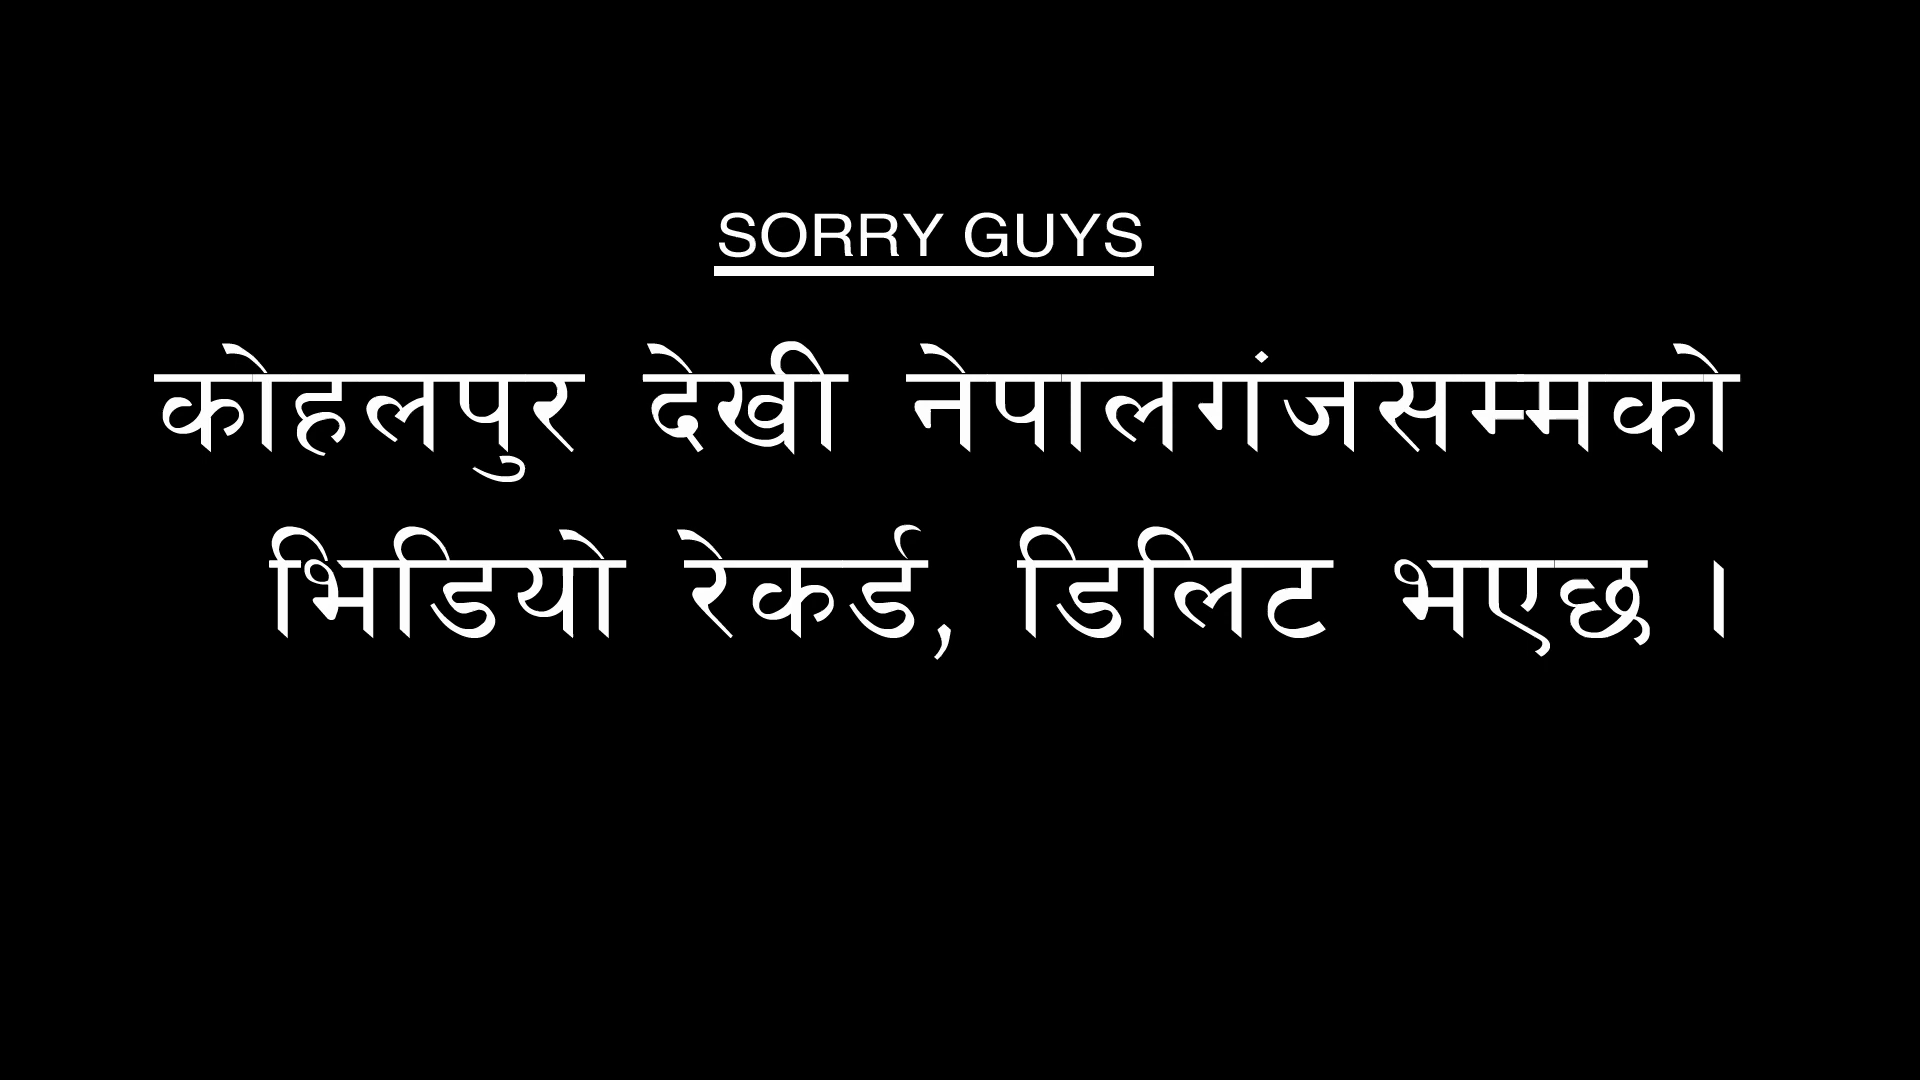 SORRY GUYS
कोहलपुर देखी नेपालगंजसम्मको
भिडियो रेकर्ड, डिलिट भएछ ।